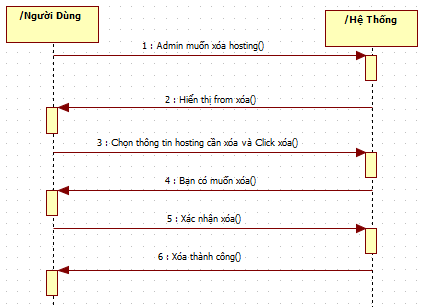 /Người Dùng
/Hệ Thống
1 : Admin muốn xóa hosting()
2 : Hiển thị from xóa()
3 : Chọn thông tin hosting cần xóa và Click xóa()
4 : Bạn có muốn xóa()
5 : Xác nhận xóa()
6 : Xóa thành công()